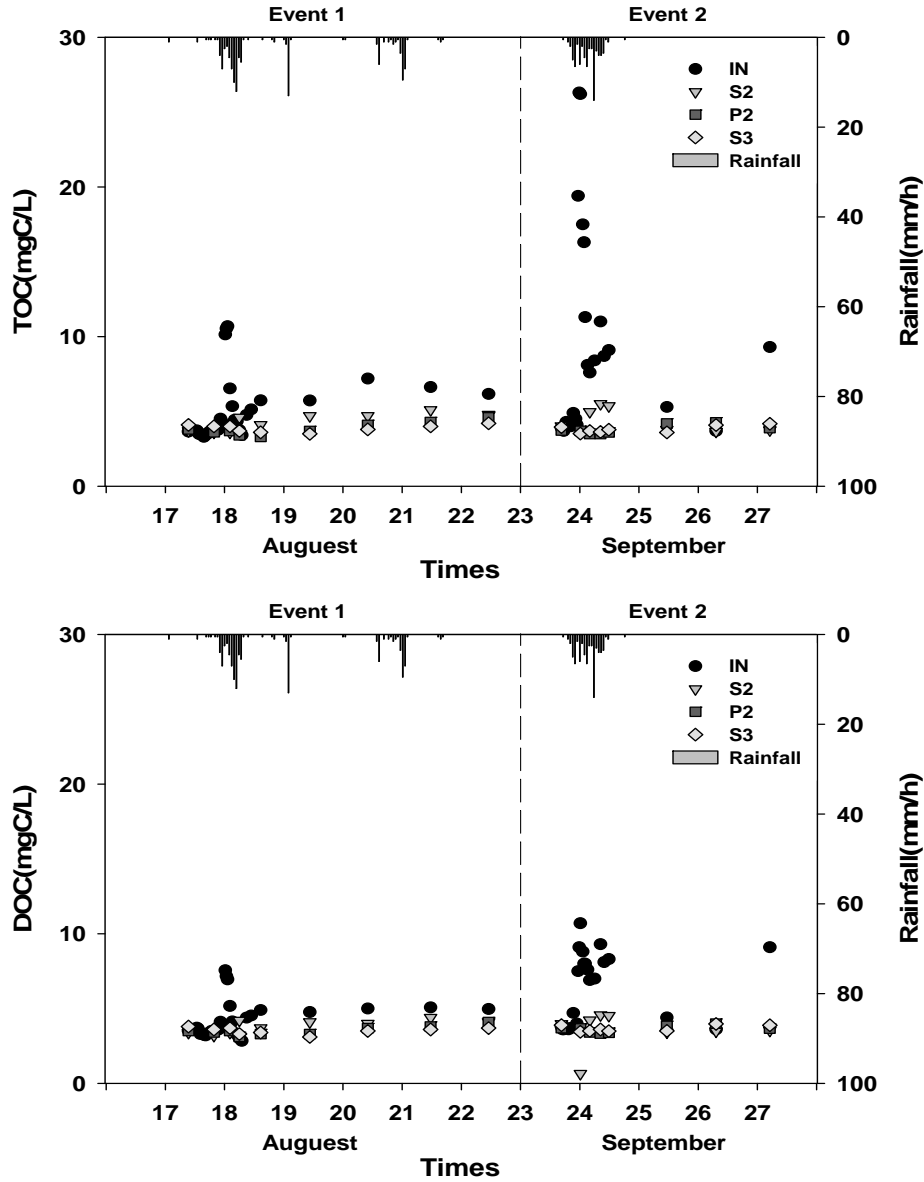 Event 1 Event 2
30 0
IN
S2
P2
S3
Rainfall
20 20
40
10 60
80
0 100
TOC(mgC/L)
Rainfall(mm/h)
17 18 19 20 21 22 23 24 25 26 27
Auguest September
Times
Event 1 Event 2
30 0
IN
S2
P2
S3
Rainfall
20 20
40
10 60
80
0 100
DOC(mgC/L)
Rainfall(mm/h)
17 18 19 20 21 22 23 24 25 26 27
Auguest September
Times